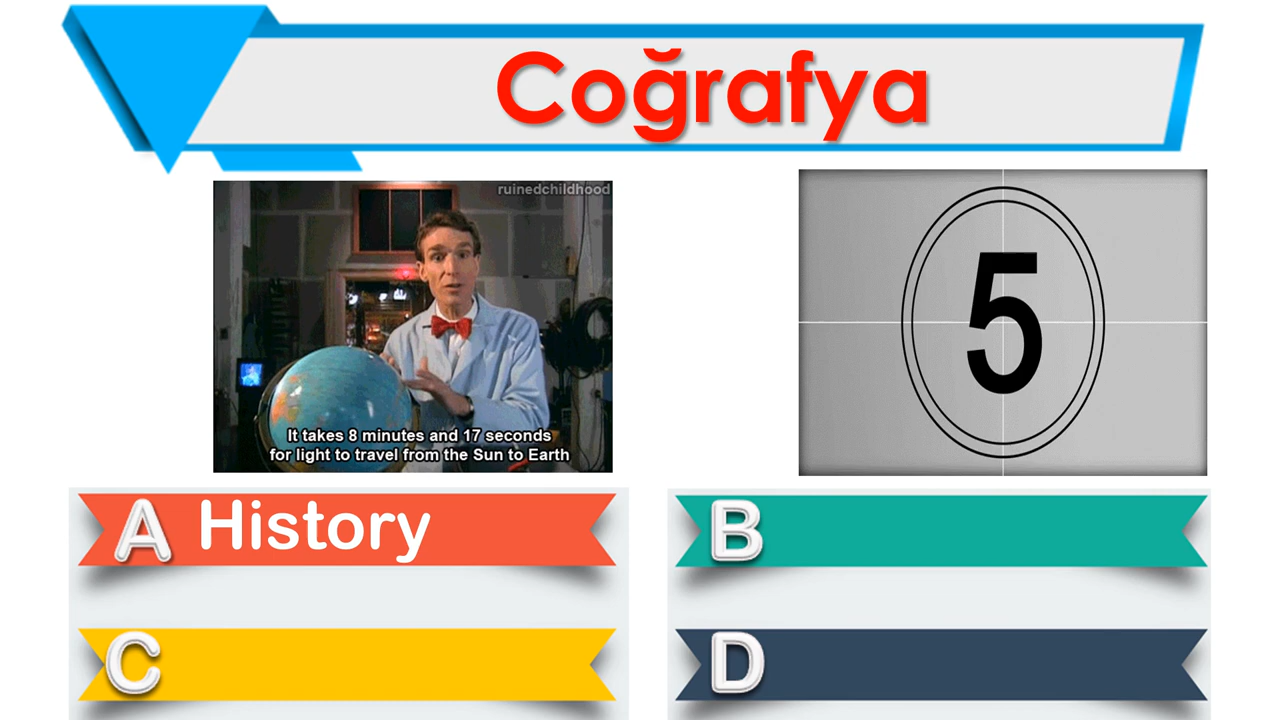 Coğrafya
ruinedchildhood
It takes 8 minutes and 17 seconds
for light to travel from the Sun to Earth
5
A History
B
C
D